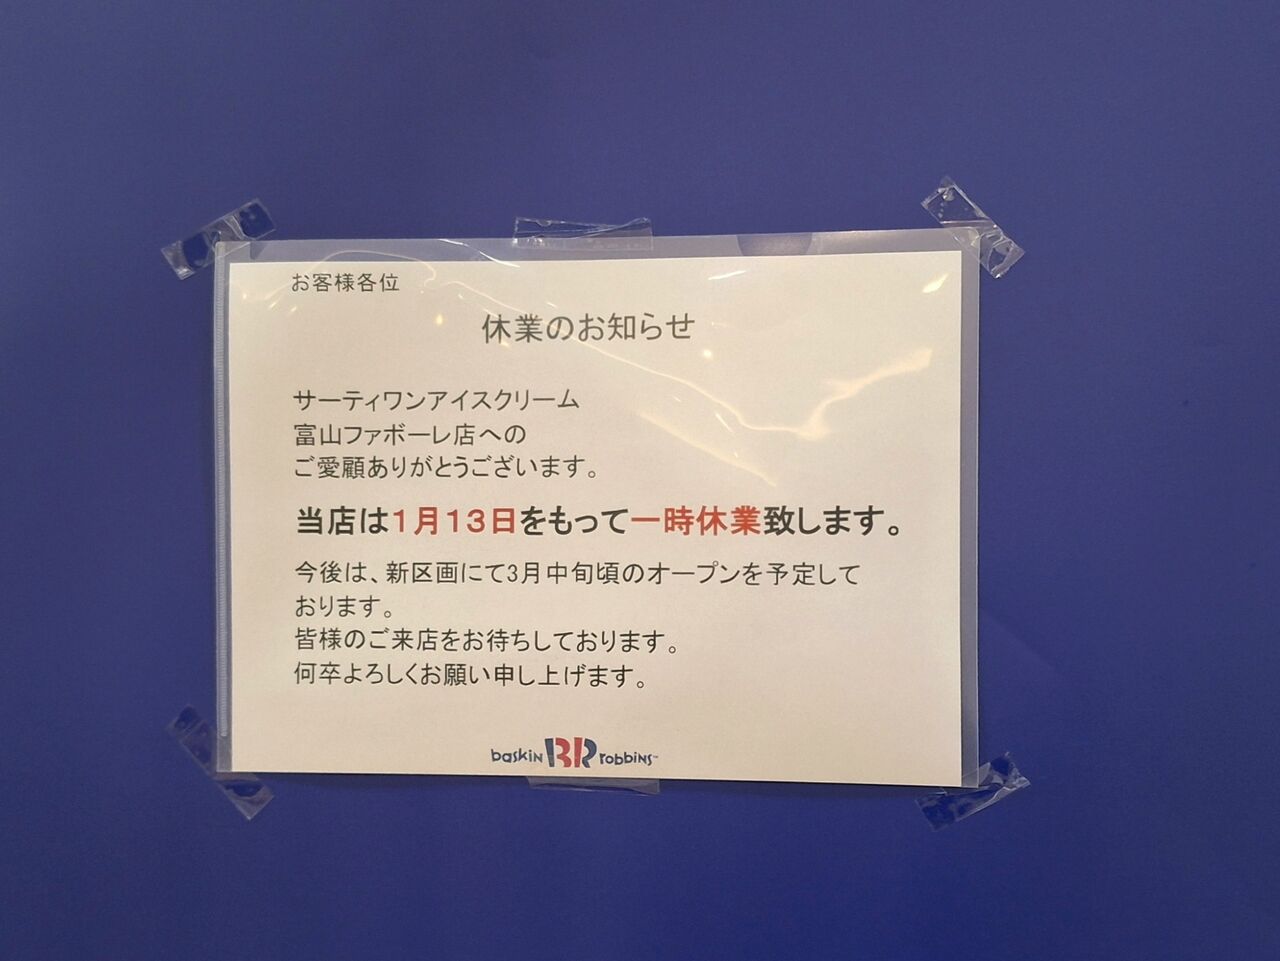 お客様各位
休業のお知らせ
サーティワンアイスクリーム
富山ファボーレ店への
ご愛顧ありがとうございます。
当店は1月13日をもって一時休業致します。
今後は、新区画にて3月中旬頃のオープンを予定して
おります。
皆様のご来店をお待ちしております。
何卒よろしくお願い申し上げます。
baskin BR robbins™